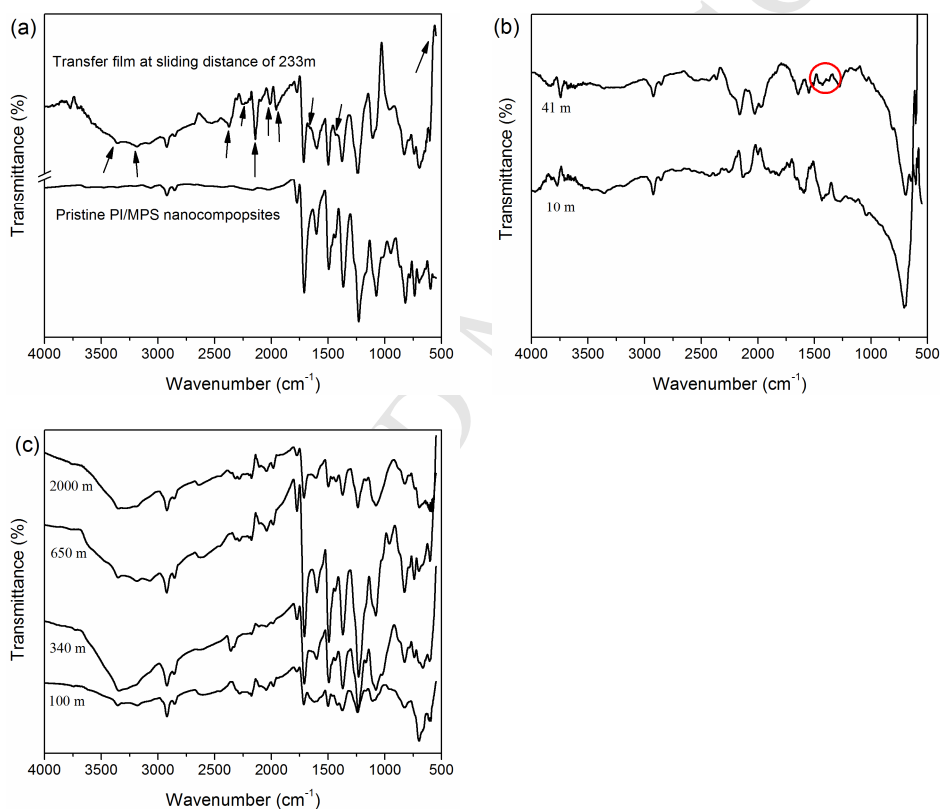 (a)
Transfer film at sliding distance of 233m
Pristine PI/MPS nanocompopsites
Transmittance (%)
4000 3500 3000 2500 2000 1500 1000 500
Wavenumber (cm-1)
(b)
41 m
10 m
Transmittance (%)
4000 3500 3000 2500 2000 1500 1000 500
Wavenumber (cm-1)
(c)
2000 m
650 m
340 m
100 m
Transmittance (%)
4000 3500 3000 2500 2000 1500 1000 500
Wavenumber (cm-1)